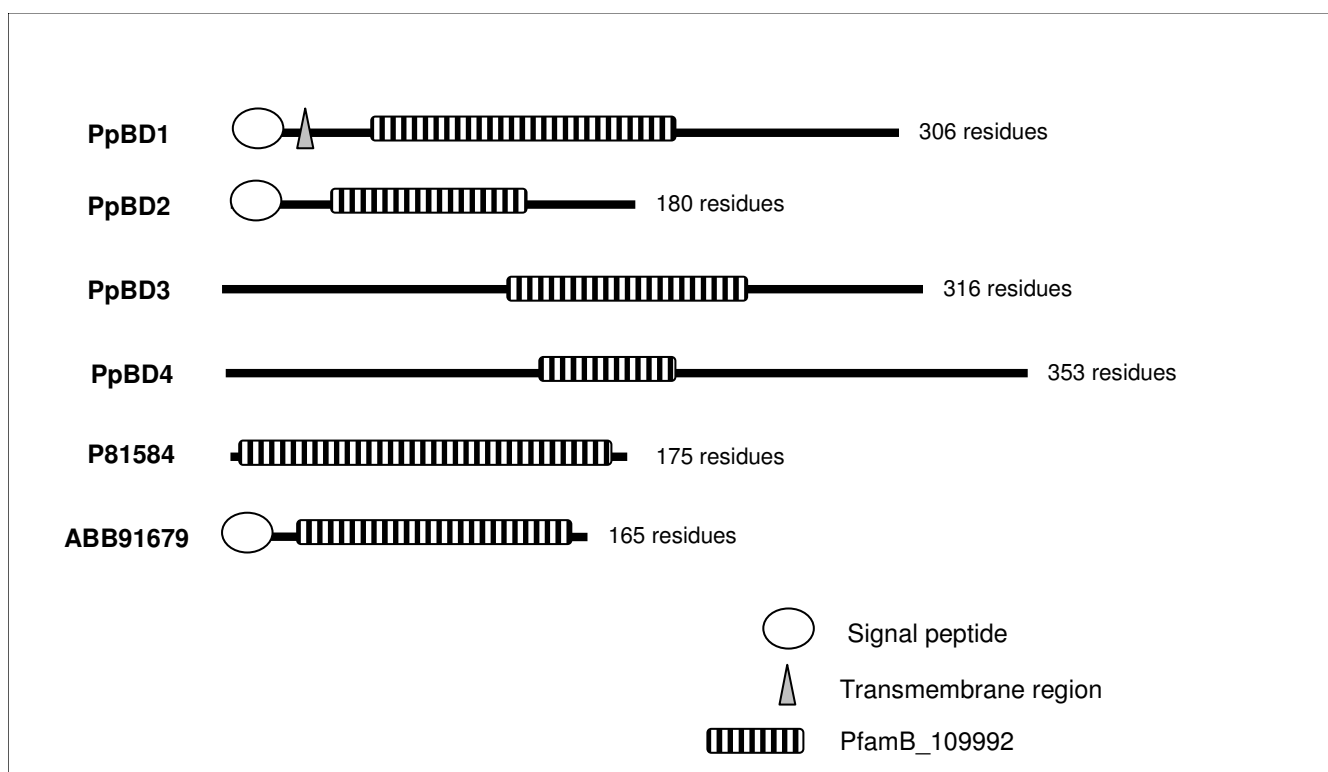 PpBD1 306 residues
PpBD2 180 residues
PpBD3 316 residues
PpBD4 353 residues
P81584 175 residues
ABB91679 165 residues
Signal peptide
Transmembrane region
PfamB_109992